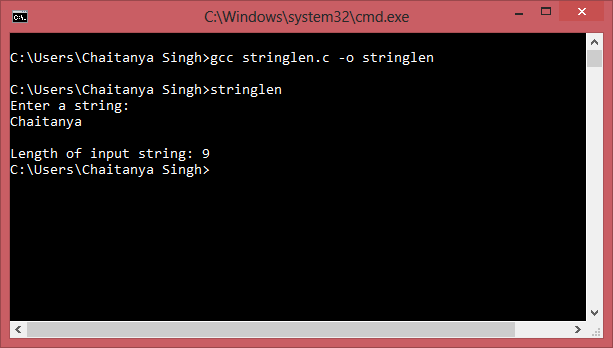 C:\Windows\system32\cmd.exe
C:\Users\Chaitanya Singh>gcc stringlen.c -o stringlen
C:\Users\Chaitanya Singh>stringlen
Enter a string:
Chaitanya
Length of input string: 9
C:\Users\Chaitanya Singh>